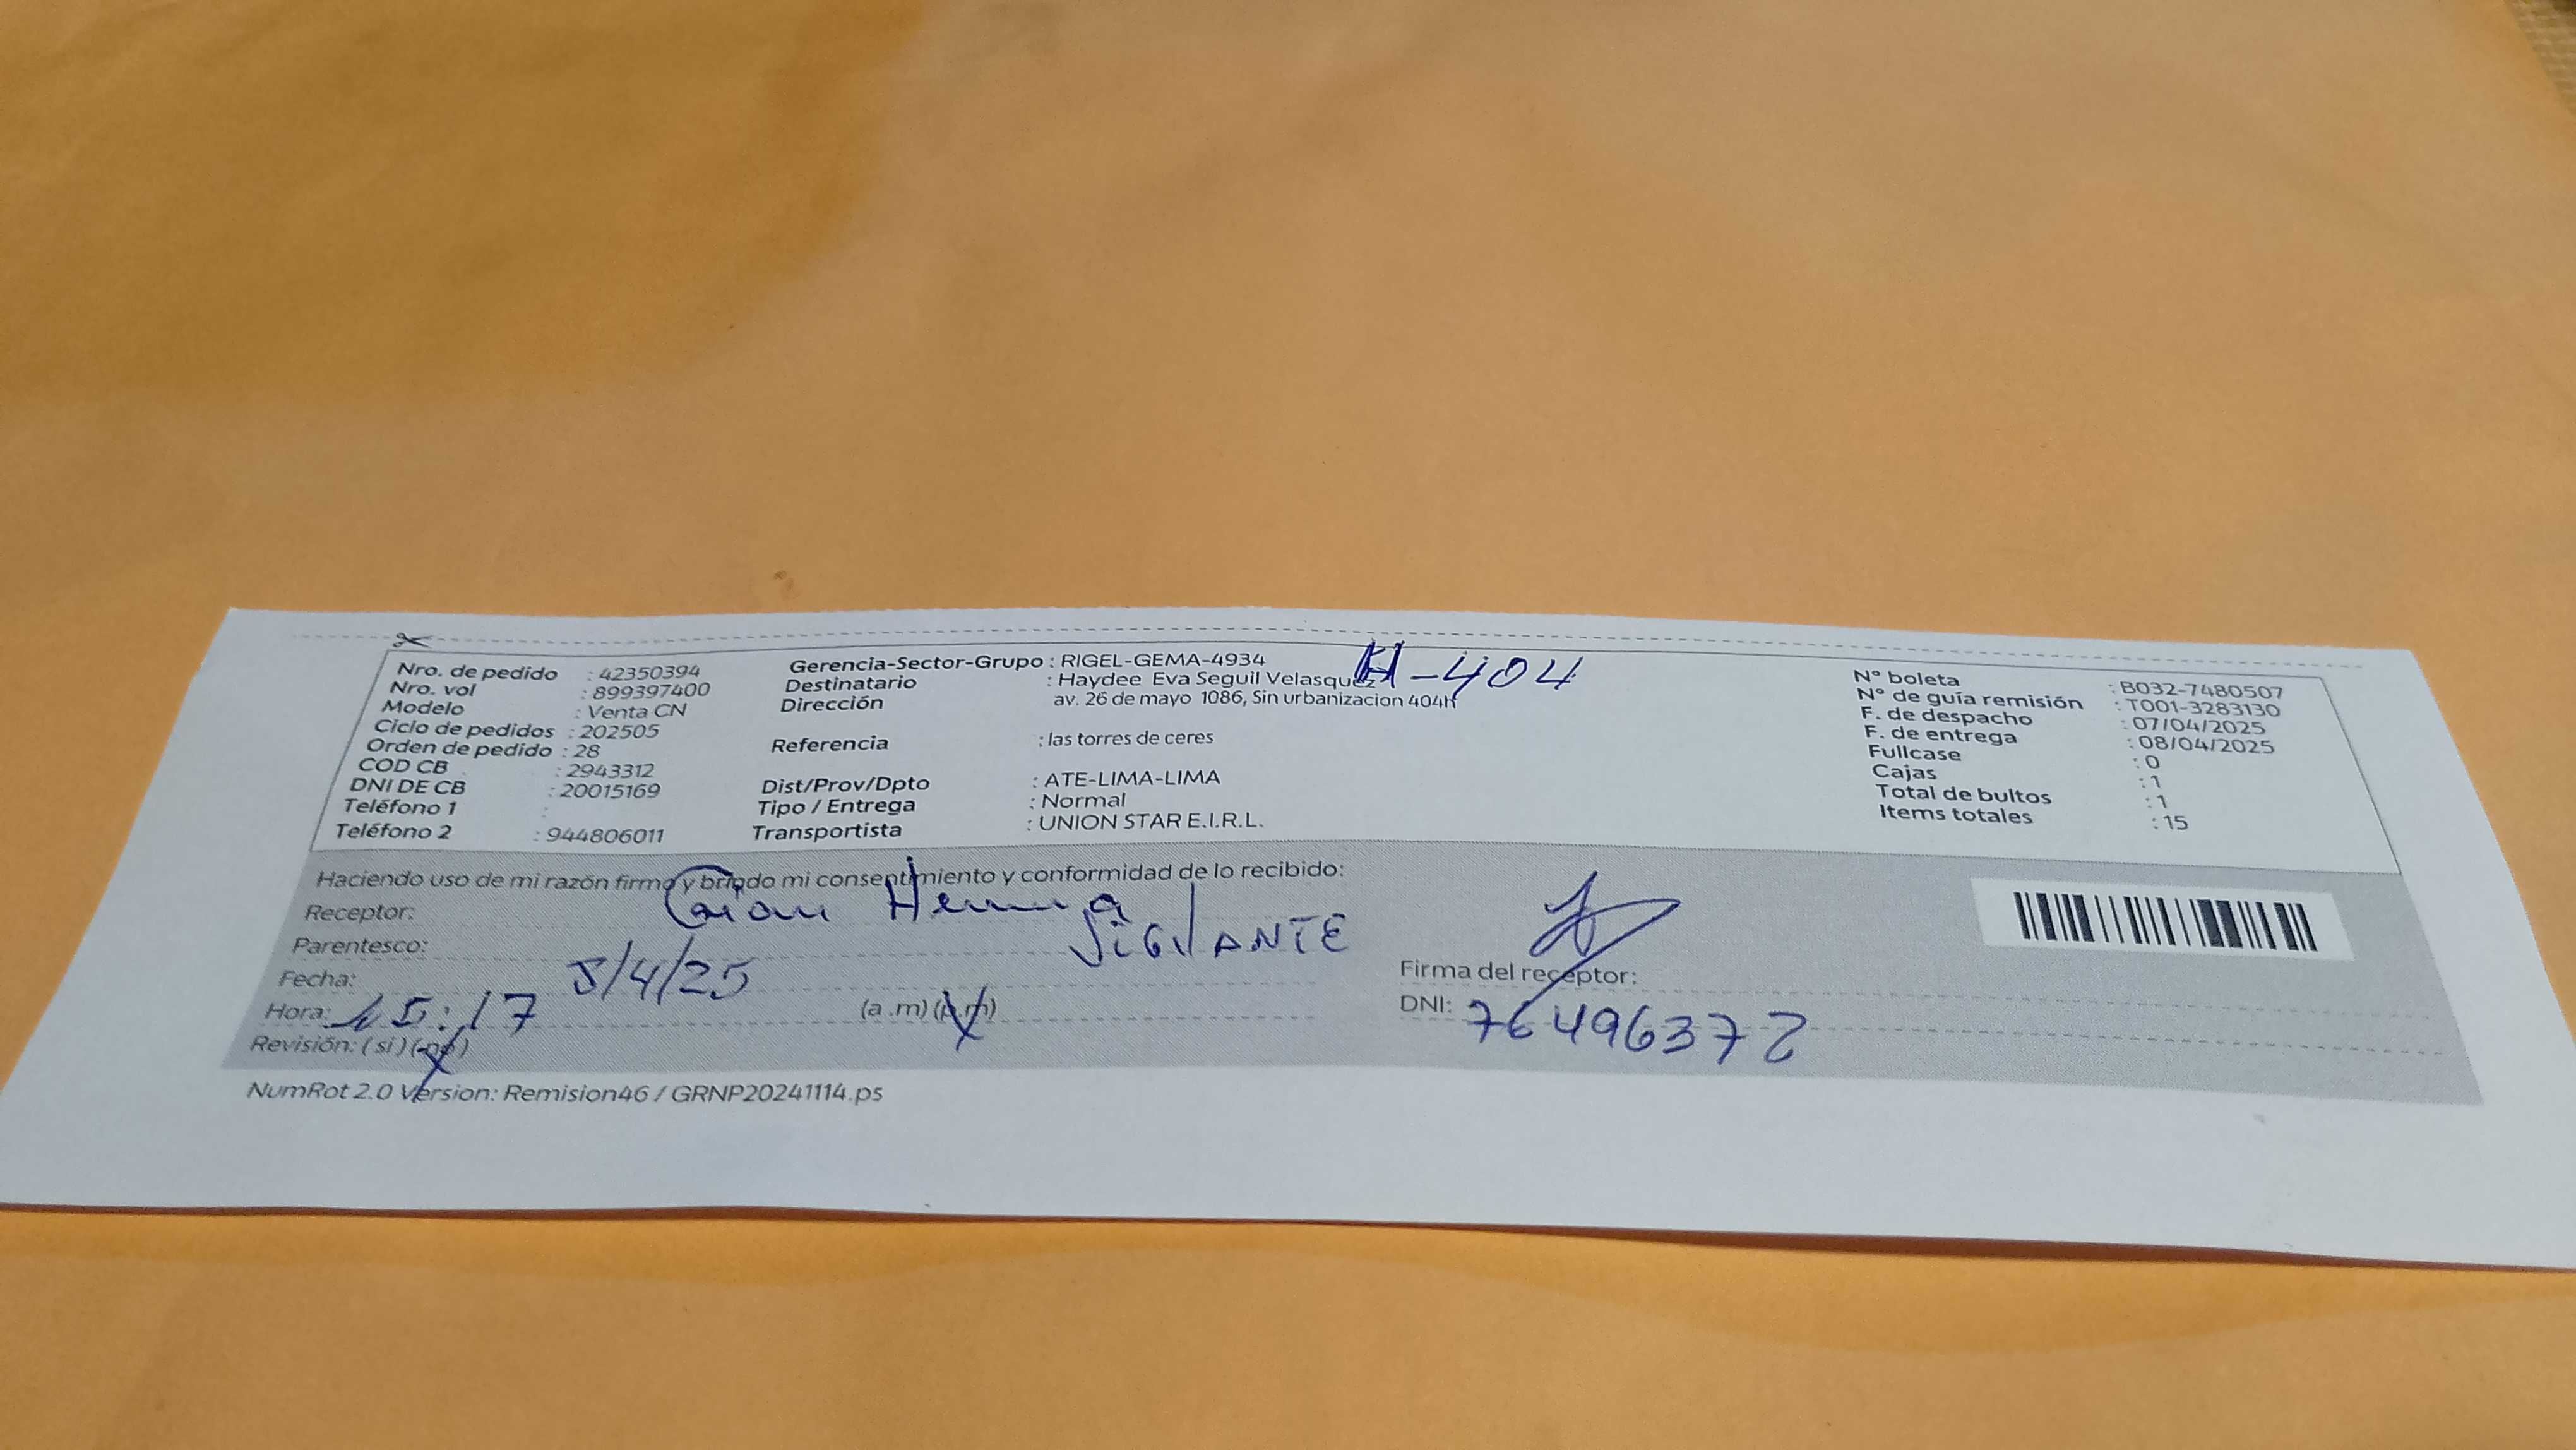 Nro. de pedido : 42350394
Nro. vol : 899397400
Modelo : Venta CN
Ciclo de pedidos : 202505
Orden de pedido : 28
COD CB : 2943312
DNI DE CB : 20015169
Teléfono 1 :
Teléfono 2 : 944806011
Gerencia-Sector-Grupo : RIGEL-GEMA-4934
H-404
Destinatario : Haydee Eva Seguil Velasquez
Dirección av. 26 de mayo 1086, Sin urbanizacion 404h
Referencia : las torres de ceres
Dist/Prov/Dpto : ATE-LIMA-LIMA
Tipo / Entrega : Normal
Transportista : UNION STAR E.I.R.L.
N° boleta : B032-7480507
N° de guía remisión : T001-3283130
F. de despacho : 07/04/2025
F. de entrega : 08/04/2025
Fullcase : 0
Cajas : 1
Total de bultos : 1
Items totales : 15
Haciendo uso de mi razón firmo y brindo mi consentimiento y conformidad de lo recibido:
Receptor:
Parentesco: ViGilANTE
Fecha: /4/25
Hora: 15:17 (a .m) (p.m)
Revisión: ( si ) ( no )
Firma del receptor:
DNI: 76496372
NumRot 2.0 Version: Remision46 / GRNP20241114.ps